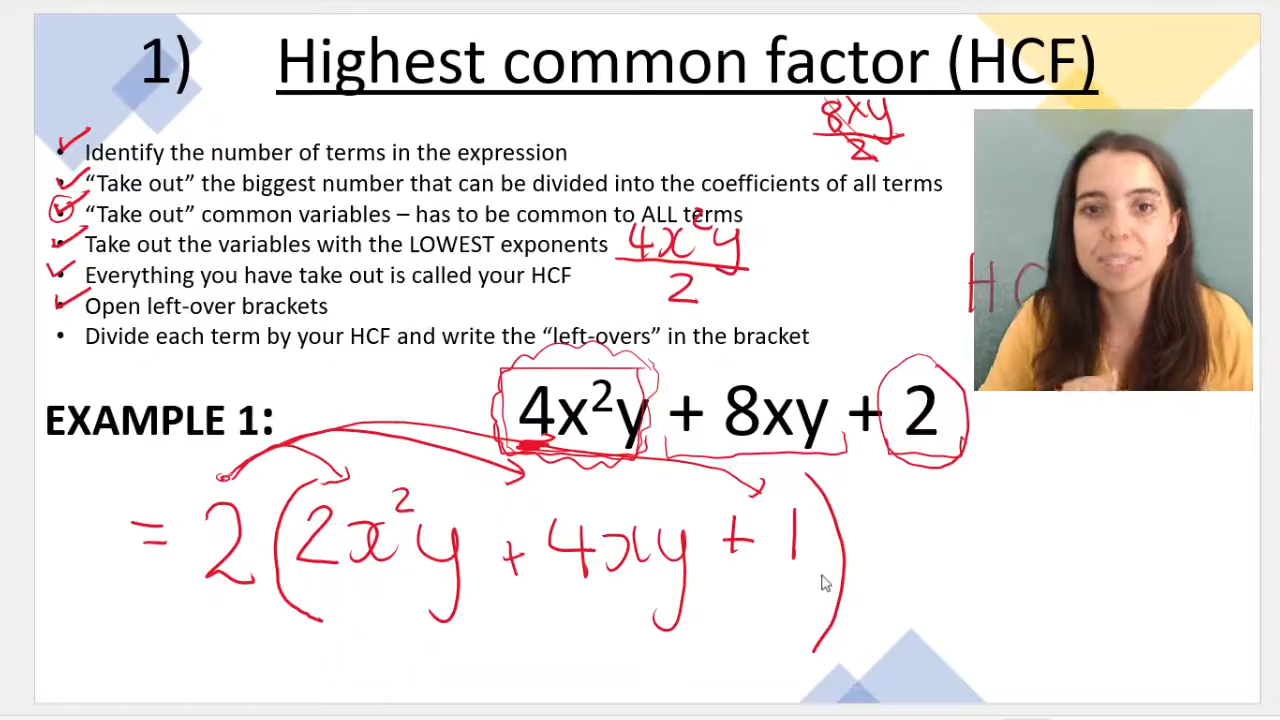 1) Highest common factor (HCF)
8xy
2
• Identify the number of terms in the expression
• “Take out” the biggest number that can be divided into the coefficients of all terms
• “Take out” common variables – has to be common to ALL terms
• Take out the variables with the LOWEST exponents
4x²y
2
• Everything you have take out is called your HCF
H C
• Open left-over brackets
• Divide each term by your HCF and write the “left-overs” in the bracket
EXAMPLE 1: 4x²y + 8xy + 2
= 2(2x²y + 4xy + 1)